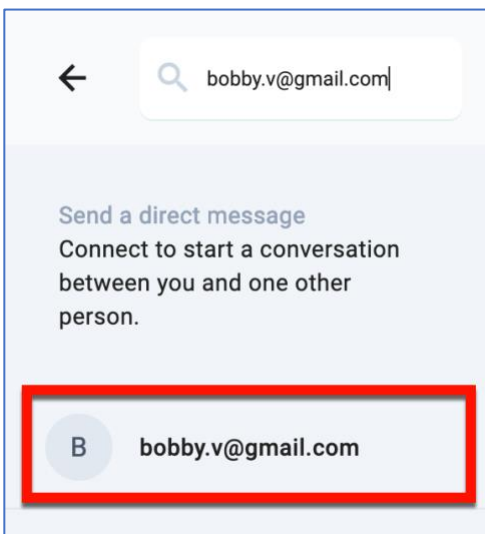 bobby.v@gmail.com
Send a direct message
Connect to start a conversation
between you and one other
person.
B bobby.v@gmail.com